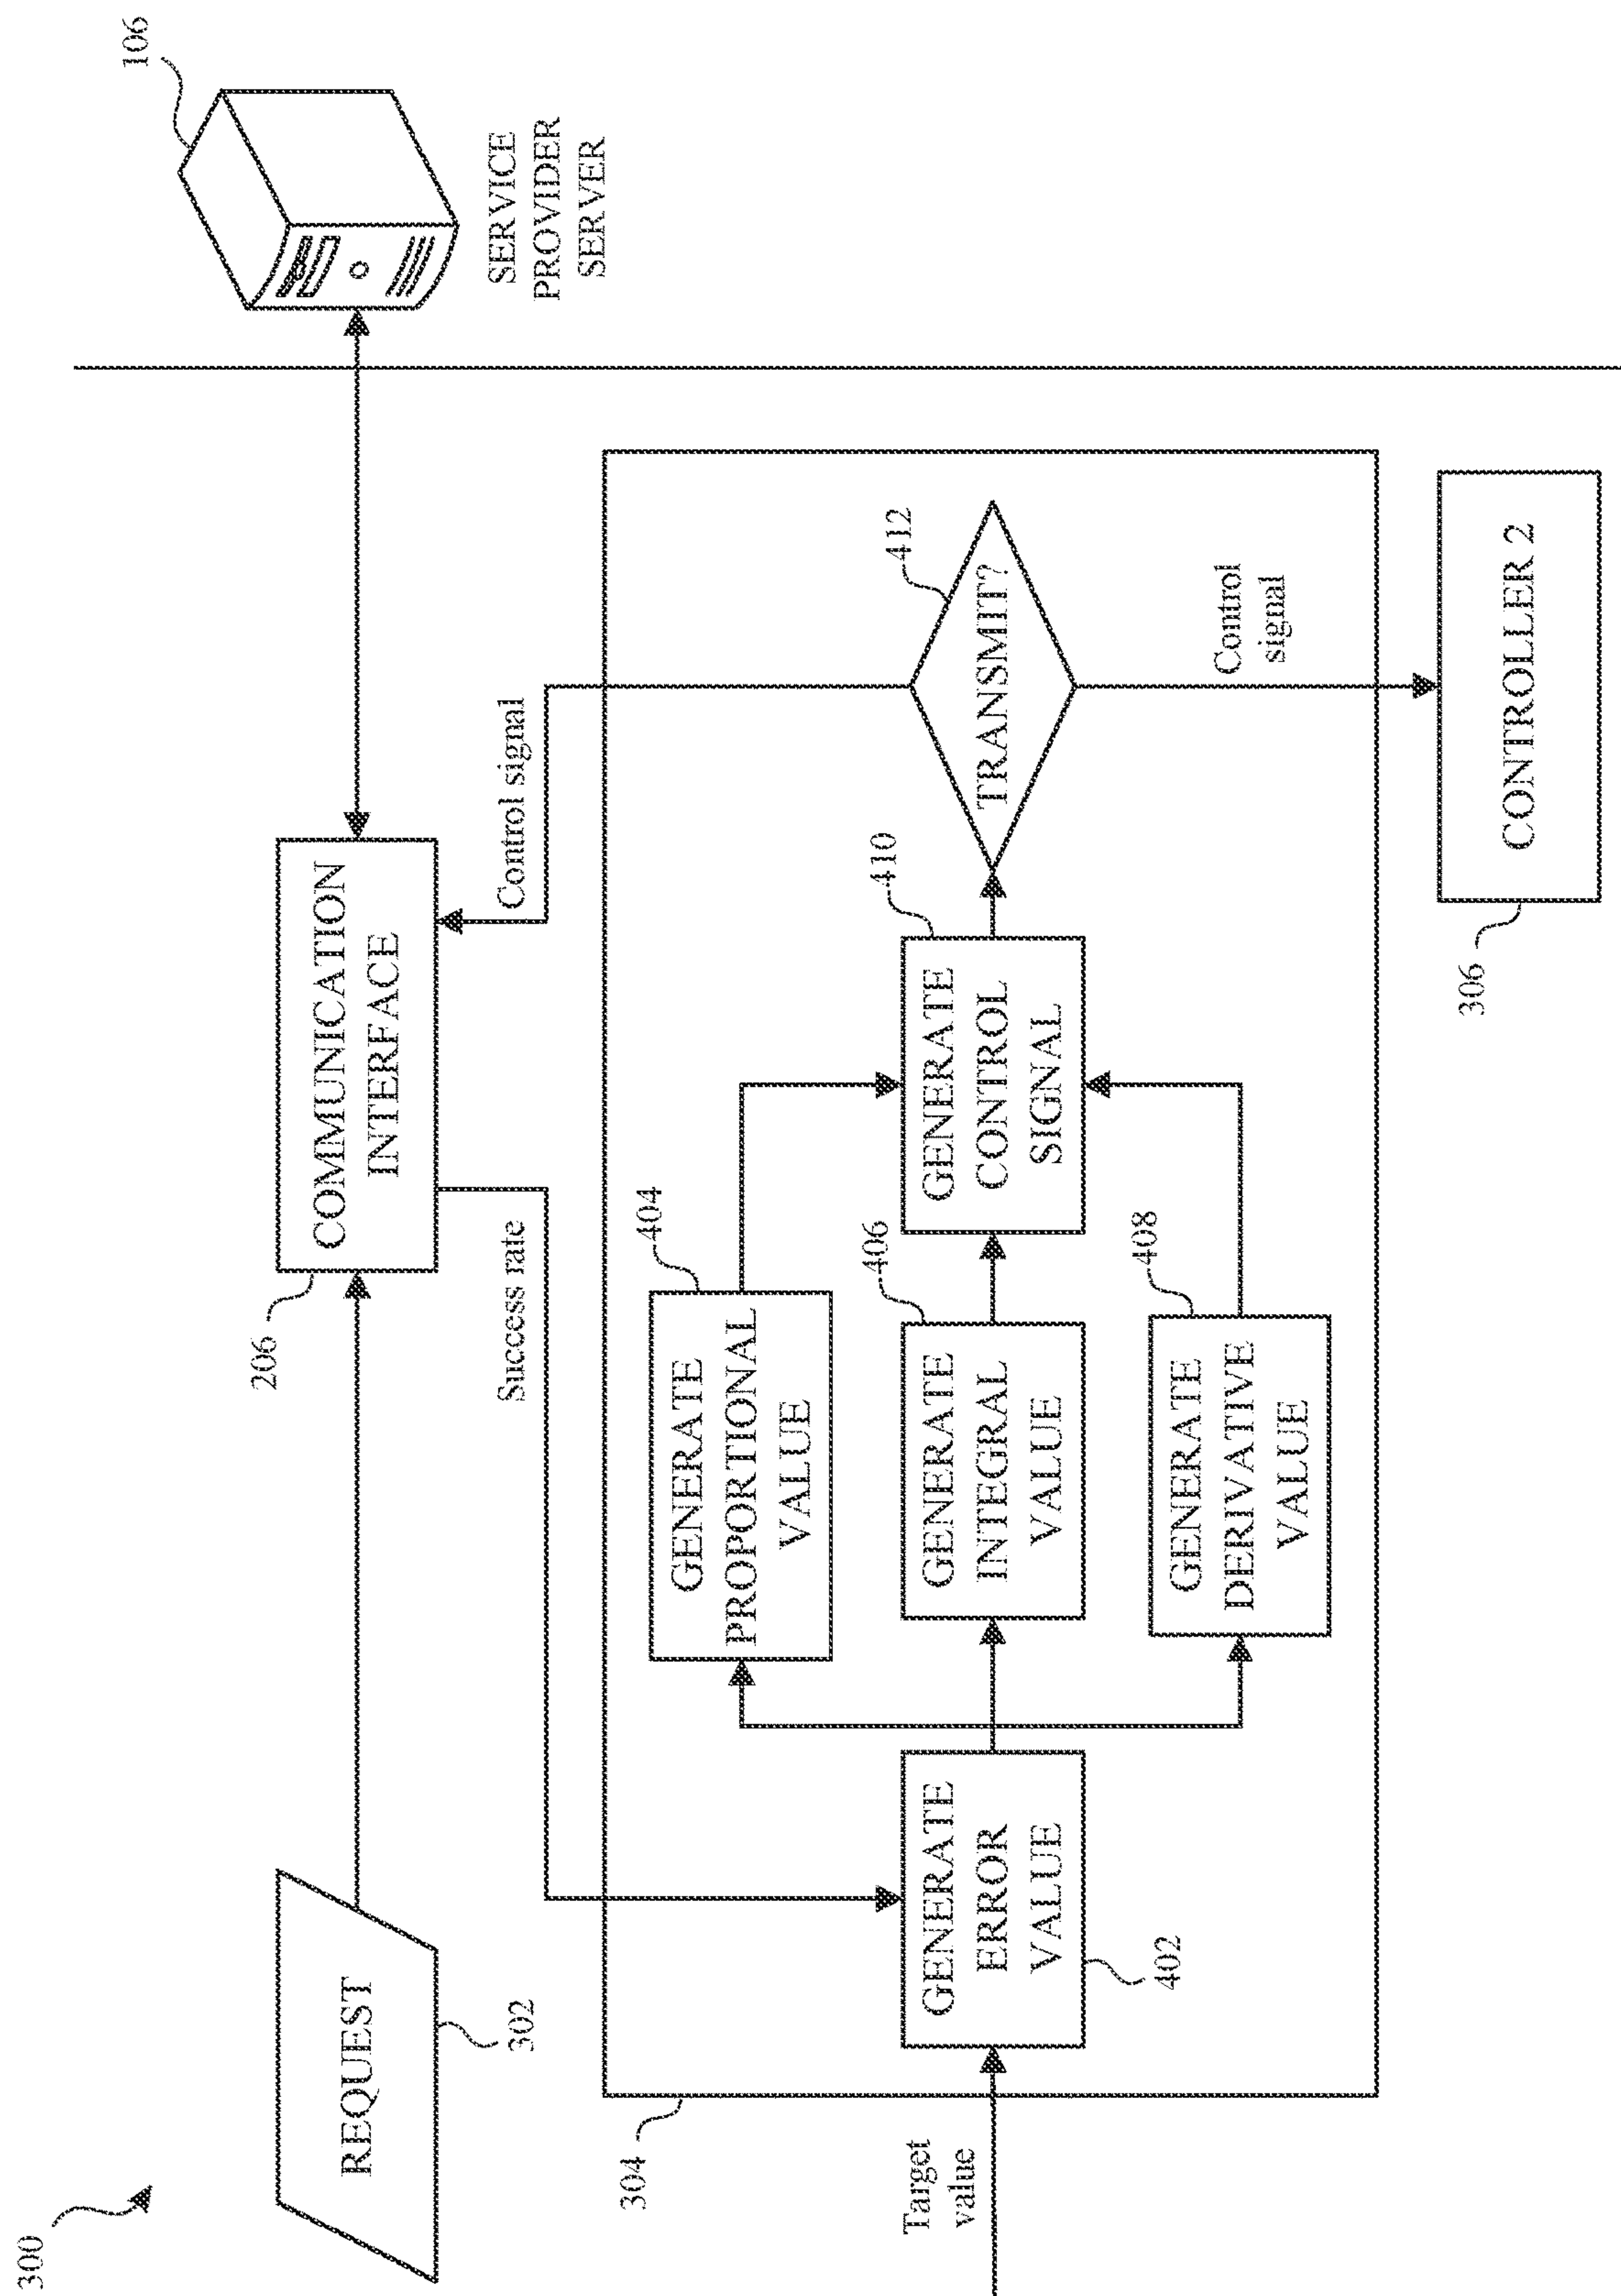 300
REQUEST
302
COMMUNICATION
INTERFACE
206
106
SERVICE
PROVIDER
SERVER
Success rate
Control signal
304
Target
value
GENERATE
ERROR
VALUE
402
GENERATE
PROPORTIONAL
VALUE
404
GENERATE
INTEGRAL
VALUE
406
GENERATE
DERIVATIVE
VALUE
408
GENERATE
CONTROL
SIGNAL
410
TRANSMIT?
412
Control
signal
CONTROLLER 2
306